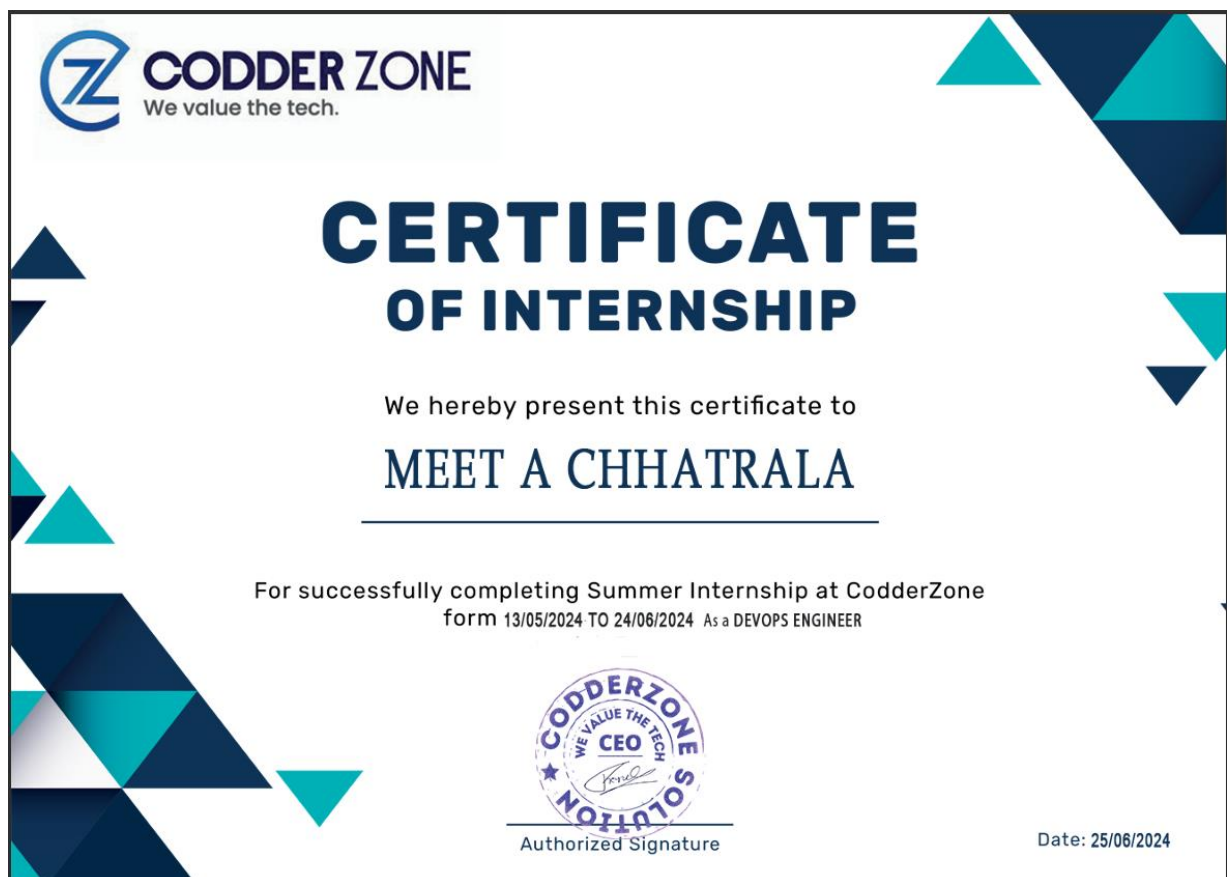 CZ CODDER ZONE
We value the tech.
CERTIFICATE
OF INTERNSHIP
We hereby present this certificate to
MEET A CHHATRALA
For successfully completing Summer Internship at CodderZone
form 13/05/2024 TO 24/06/2024 As a DEVOPS ENGINEER
CODDERZONE SOLUTION
WE VALUE THE TECH
CEO
Authorized Signature
Date: 25/06/2024